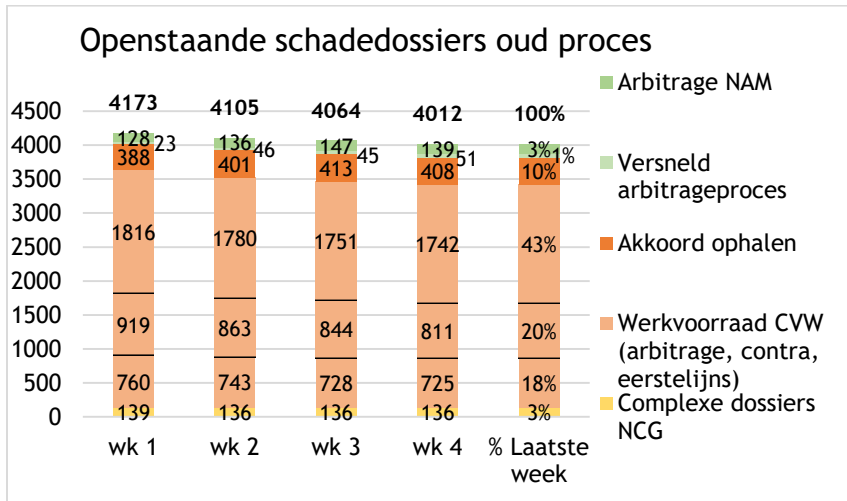 Openstaande schadedossiers oud proces
4500
4000
3500
3000
2500
2000
1500
1000
500
0
4173 4105 4064 4012 100%
128 23 136 46 147 45 139 51 3% 1%
388 401 413 408 10%
1816 1780 1751 1742 43%
919 863 844 811 20%
760 743 728 725 18%
139 136 136 136 3%
wk 1 wk 2 wk 3 wk 4 % Laatste
week
Arbitrage NAM
Versneld
arbitrageproces
Akkoord ophalen
Werkvoorraad CVW
(arbitrage, contra,
eerstelijns)
Complexe dossiers
NCG